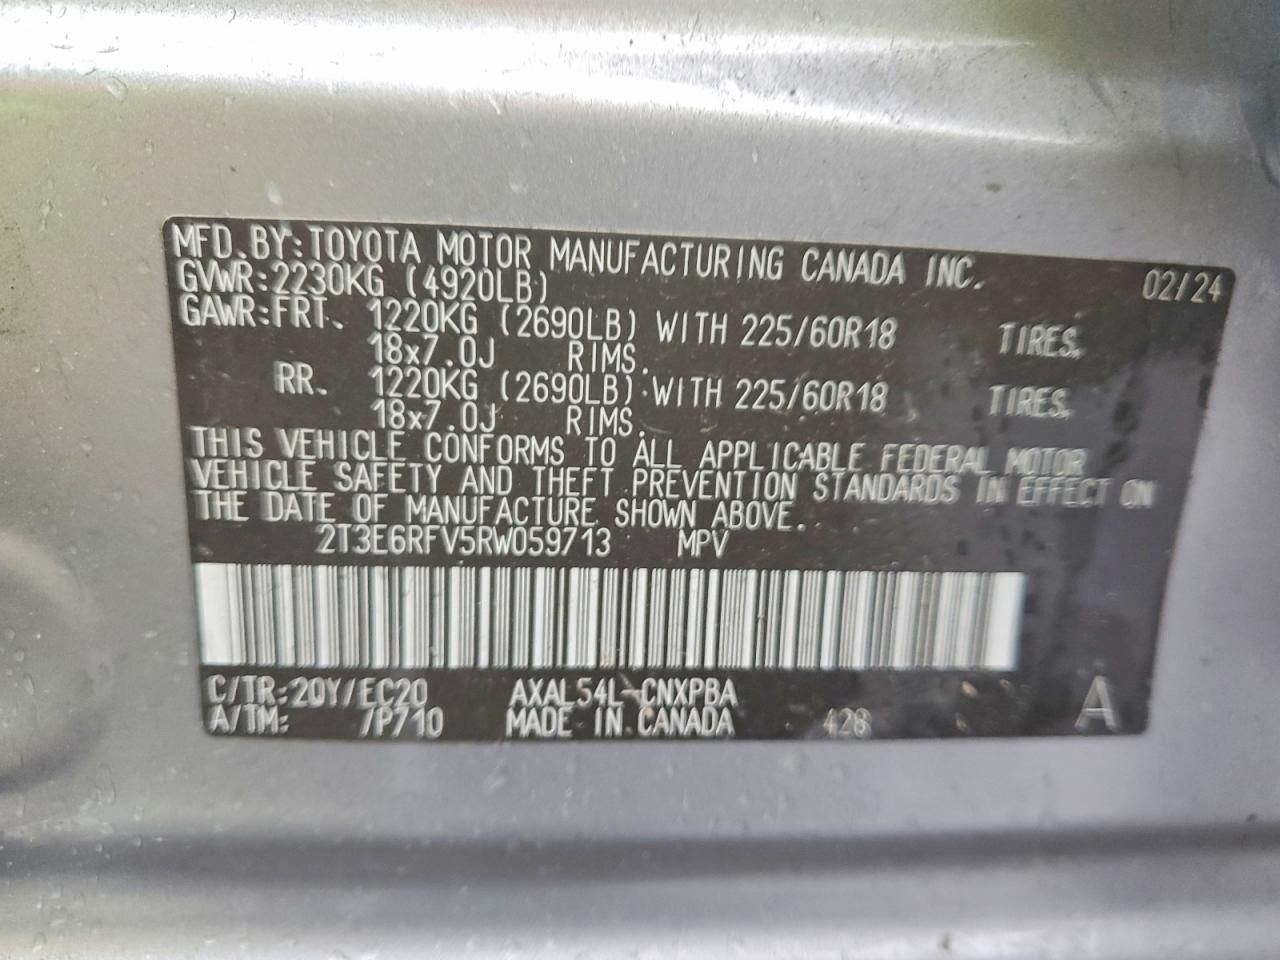 MFD. BY: TOYOTA MOTOR MANUFACTURING CANADA INC. 02/24
GVWR: 2230KG (4920LB)
GAWR: FRT. 1220KG (2690LB) WITH 225/60R18 TIRES.
18x7.0J RIMS.
RR. 1220KG (2690LB) WITH 225/60R18 TIRES.
18x7.0J RIMS.
THIS VEHICLE CONFORMS TO ALL APPLICABLE FEDERAL MOTOR
VEHICLE SAFETY AND THEFT PREVENTION STANDARDS IN EFFECT ON
THE DATE OF MANUFACTURE SHOWN ABOVE.
2T3E6RFV5RW059713 MPV
C/TR: 20Y/EC20 AXAL54L-CNXPBA A
A/TM: /P710 MADE IN CANADA 428